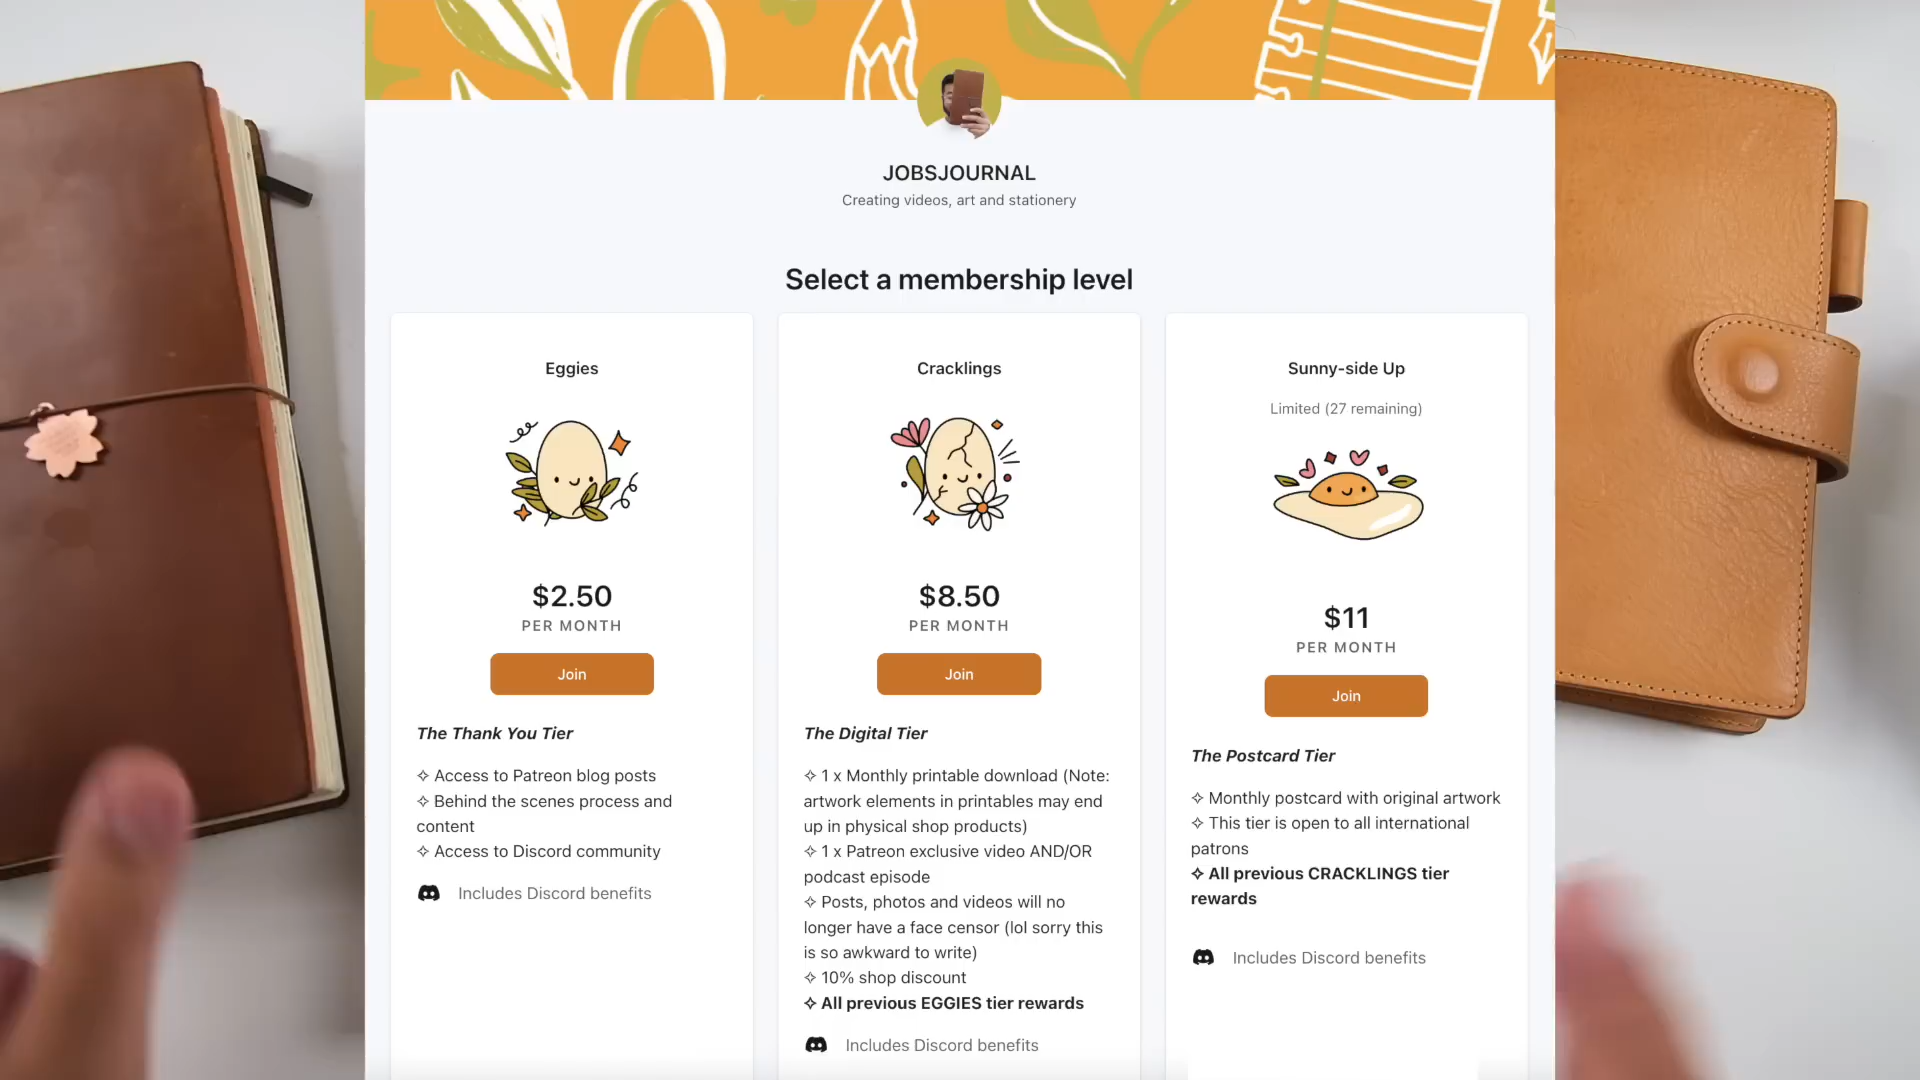 JOBSJOURNAL
Creating videos, art and stationery
Select a membership level
Eggies
$2.50
PER MONTH
Join
The Thank You Tier
✧ Access to Patreon blog posts
✧ Behind the scenes process and
content
✧ Access to Discord community
Includes Discord benefits
Cracklings
$8.50
PER MONTH
Join
The Digital Tier
✧ 1 x Monthly printable download (Note:
artwork elements in printables may end
up in physical shop products)
✧ 1 x Patreon exclusive video AND/OR
podcast episode
✧ Posts, photos and videos will no
longer have a face censor (lol sorry this
is so awkward to write)
✧ 10% shop discount
✧ All previous EGGIES tier rewards
Includes Discord benefits
Sunny-side Up
Limited (27 remaining)
$11
PER MONTH
Join
The Postcard Tier
✧ Monthly postcard with original artwork
✧ This tier is open to all international
patrons
✧ All previous CRACKLINGS tier
rewards
Includes Discord benefits